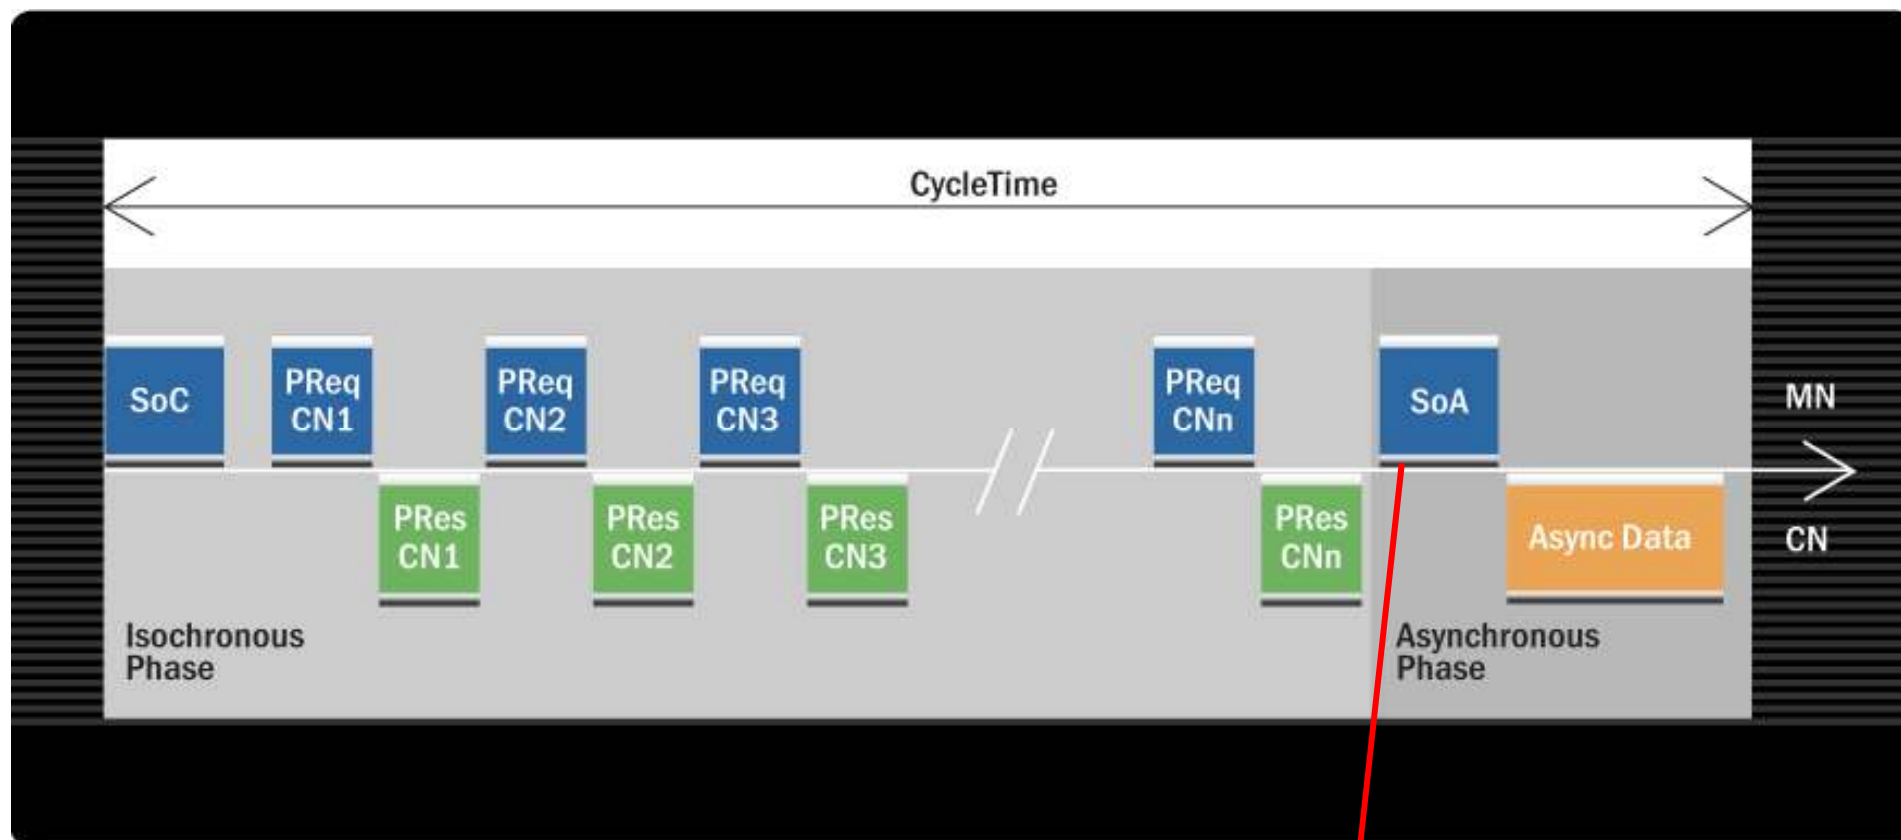 CycleTime
SoC
PReq
CN1
PReq
CN2
PReq
CN3
PReq
CNn
SoA
MN
PRes
CN1
PRes
CN2
PRes
CN3
PRes
CNn
Async Data
CN
Isochronous
Phase
Asynchronous
Phase